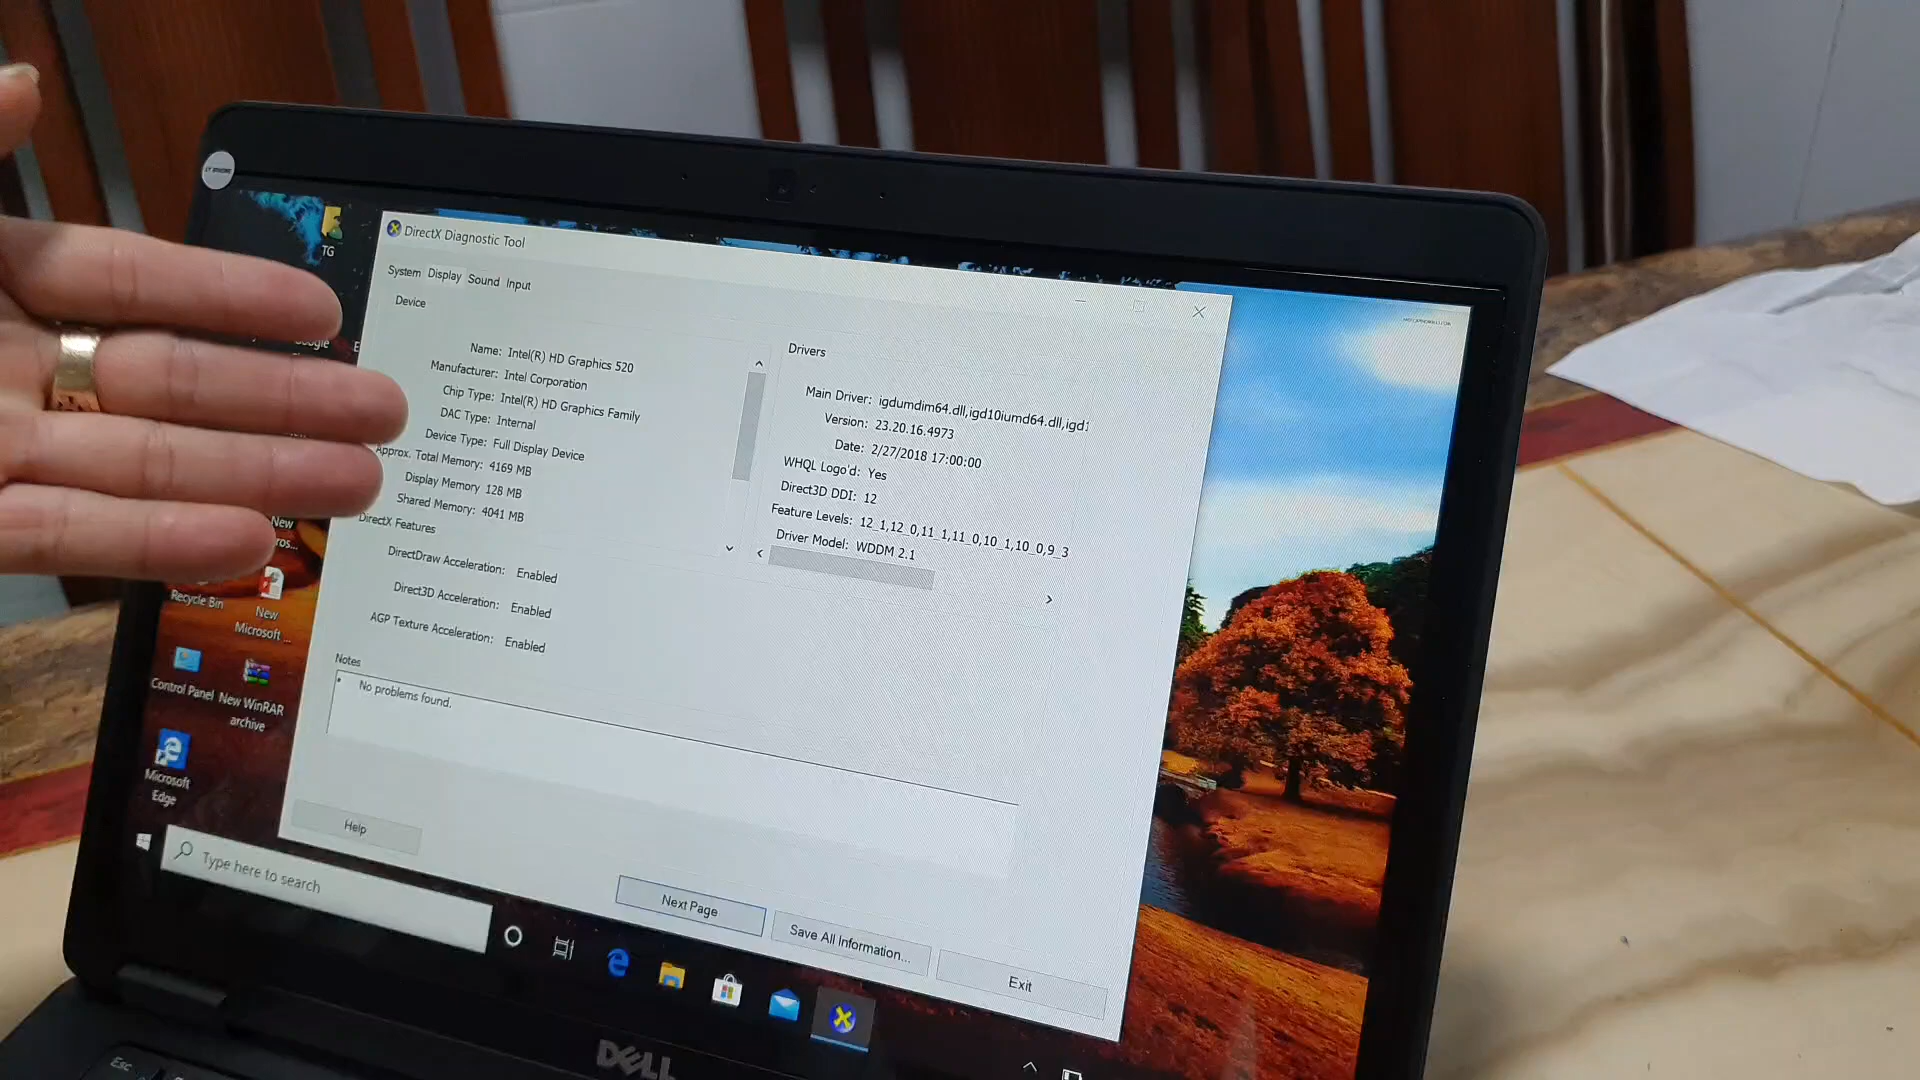 TG
DirectX Diagnostic Tool
System Display Sound Input
Device
Name: Intel(R) HD Graphics 520
Manufacturer: Intel Corporation
Chip Type: Intel(R) HD Graphics Family
DAC Type: Internal
Device Type: Full Display Device
Approx. Total Memory: 4169 MB
Display Memory 128 MB
Shared Memory: 4041 MB
Drivers
Main Driver: igdumdim64.dll,igd10iumd64.dll,igd1
Version: 23.20.16.4973
Date: 2/27/2018 17:00:00
WHQL Logo'd: Yes
Direct3D DDI: 12
Feature Levels: 12_1,12_0,11_1,11_0,10_1,10_0,9_3
Driver Model: WDDM 2.1
DirectX Features
DirectDraw Acceleration: Enabled
Direct3D Acceleration: Enabled
AGP Texture Acceleration: Enabled
Notes
No problems found.
Help
Next Page
Save All Information...
Exit
New
Recycle Bin
New
Microsoft ...
Control Panel
New WinRAR
archive
Microsoft
Edge
Type here to search
DELL
Esc